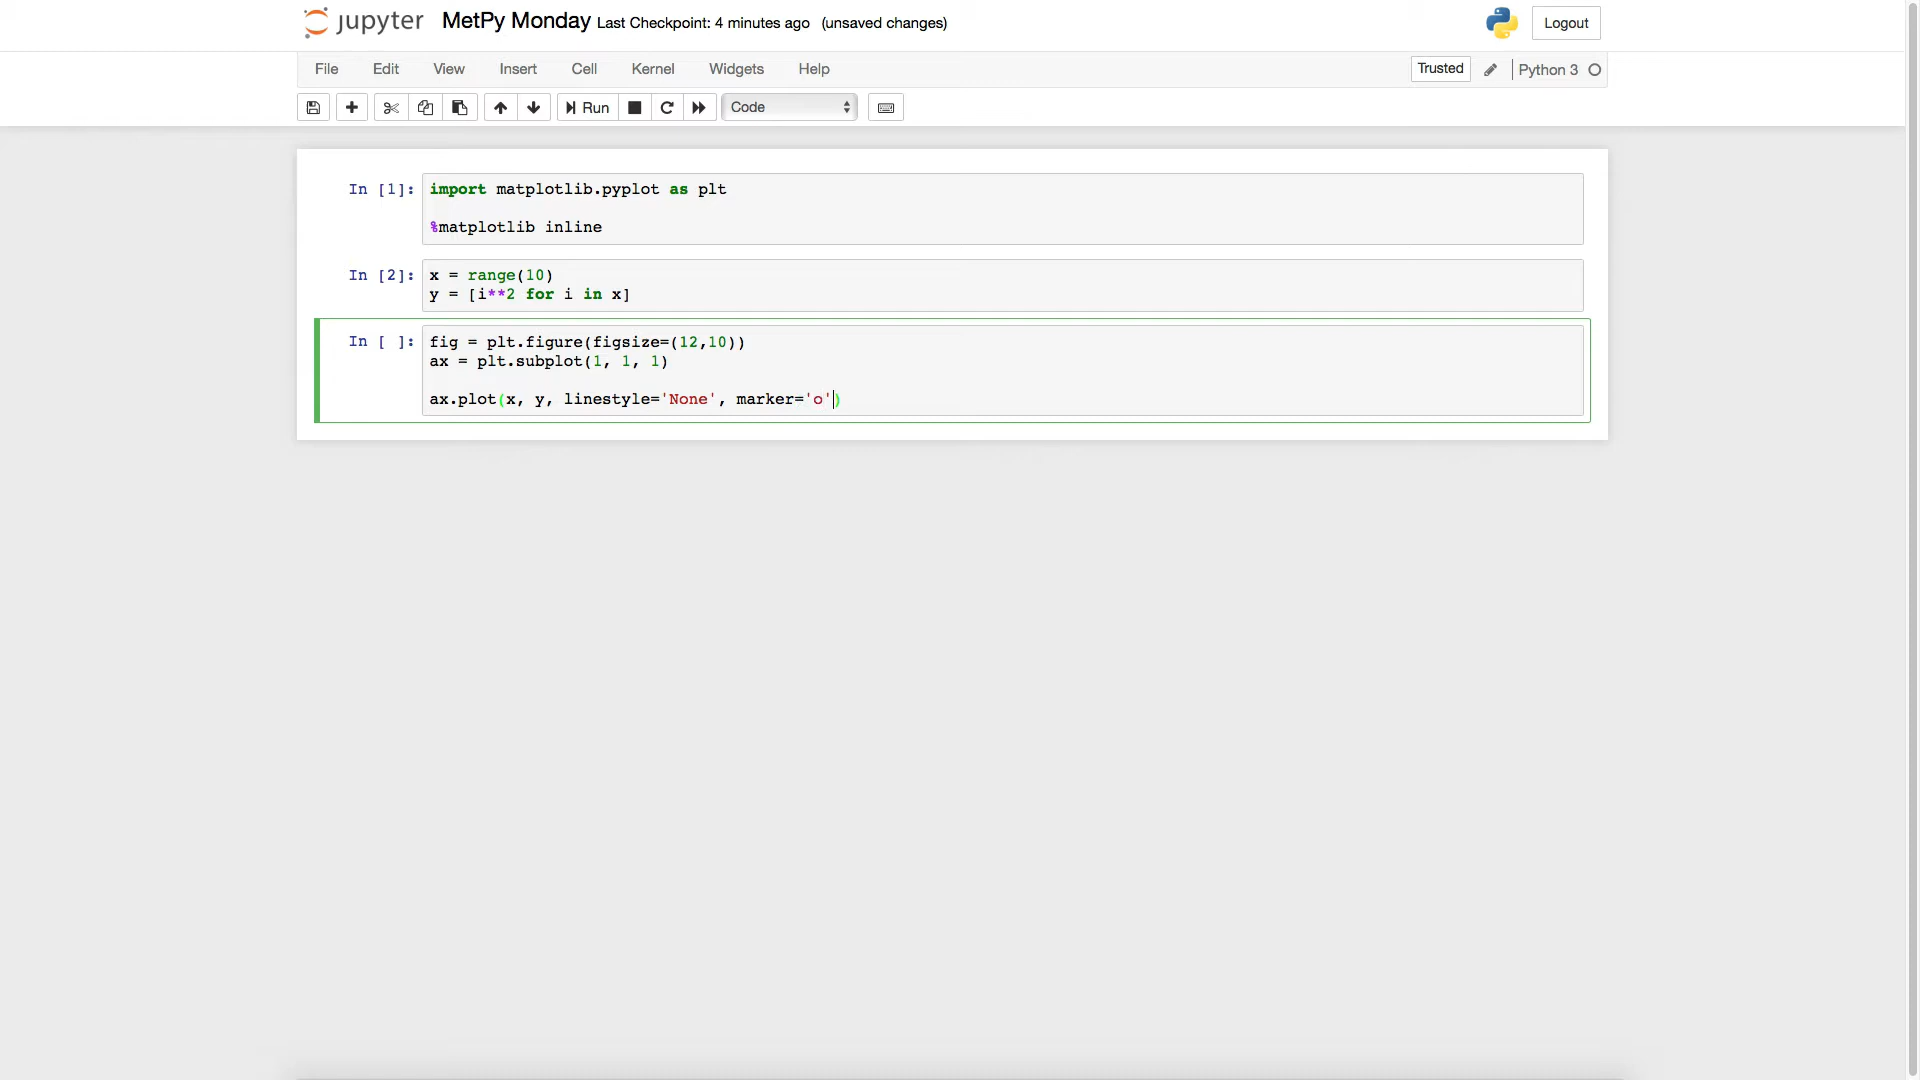 jupyter MetPy Monday Last Checkpoint: 4 minutes ago (unsaved changes) Logout
File Edit View Insert Cell Kernel Widgets Help Trusted Python 3
Run Code
In [1]: import matplotlib.pyplot as plt
%matplotlib inline
In [2]: x = range(10)
y = [i**2 for i in x]
In [ ]: fig = plt.figure(figsize=(12,10))
ax = plt.subplot(1, 1, 1)
ax.plot(x, y, linestyle='None', marker='o')